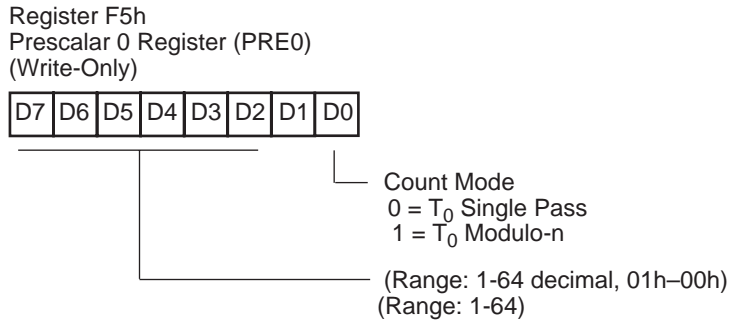 Register F5h
Prescalar 0 Register (PRE0)
(Write-Only)
D7 D6 D5 D4 D3 D2 D1 D0
Count Mode
0 = T0 Single Pass
1 = T0 Modulo-n
(Range: 1-64 decimal, 01h–00h)
(Range: 1-64)